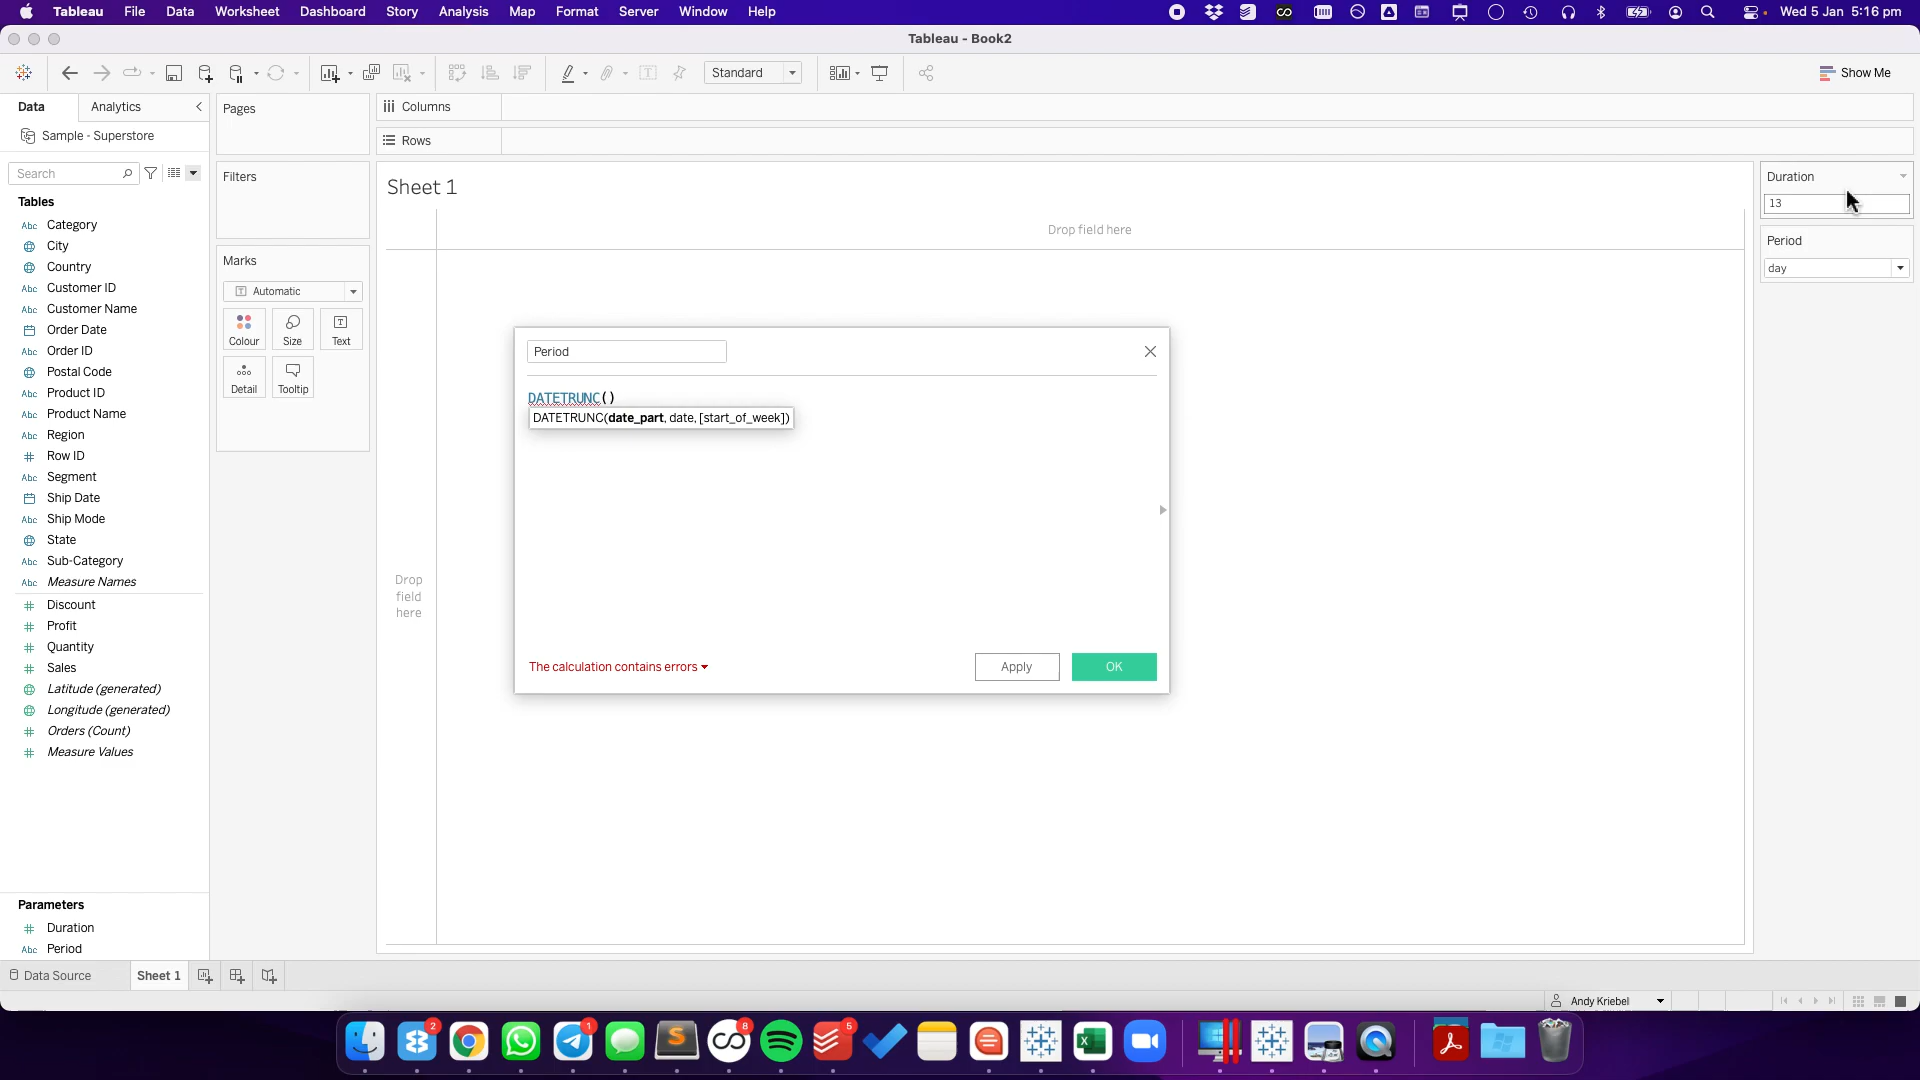 Tableau File Data Worksheet Dashboard Story Analysis Map Format Server Window Help Wed 5 Jan 5:16 pm
Tableau - Book2
Standard Show Me
Data Analytics
Pages
Columns
Sample - Superstore
Rows
Search
Filters
Sheet 1
Duration
13
Tables
Category
Drop field here
City
Period
Marks
Country
day
Automatic
Customer ID
Customer Name
Order Date
Colour Size Text
Order ID
Period
Postal Code
Detail Tooltip
Product ID
DATETRUNC()
Product Name
DATETRUNC(date_part, date, [start_of_week])
Region
Row ID
Segment
Ship Date
Ship Mode
State
Sub-Category
Measure Names
Drop
field
here
Discount
Profit
Quantity
Sales
The calculation contains errors
Apply OK
Latitude (generated)
Longitude (generated)
Orders (Count)
Measure Values
Parameters
Duration
Abc Period
Data Source Sheet 1
Andy Kriebel
2 1 8 5